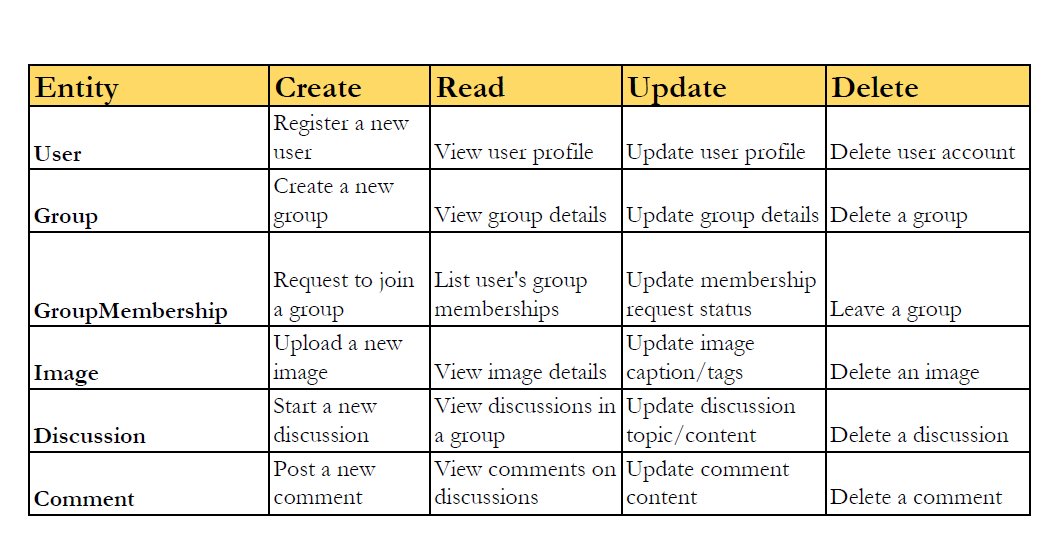 Entity Create Read Update Delete
Register a new
User user View user profile Update user profile Delete user account
Create a new
Group group View group details Update group details Delete a group
Request to join List user's group Update membership
GroupMembership a group memberships request status Leave a group
Upload a new Update image
Image image View image details caption/tags Delete an image
Start a new View discussions in Update discussion
Discussion discussion a group topic/content Delete a discussion
Post a new View comments on Update comment
Comment comment discussions content Delete a comment